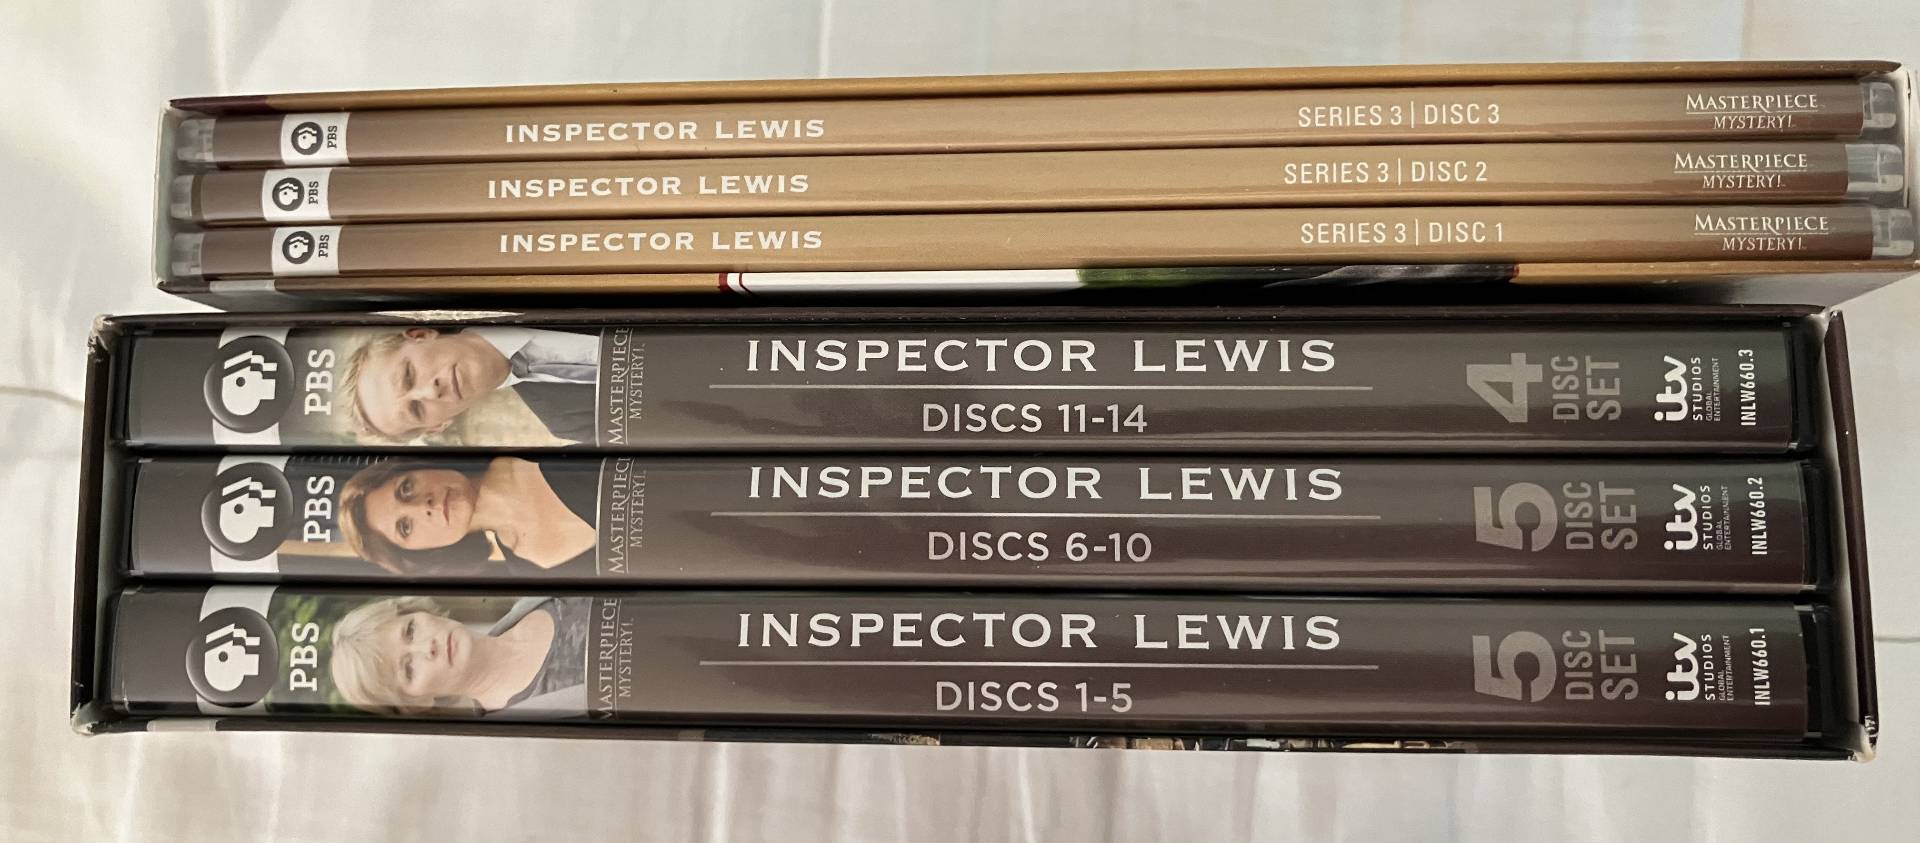 PBS
INSPECTOR LEWIS
SERIES 3 | DISC 3
MASTERPIECE
MYSTERY!
PBS
INSPECTOR LEWIS
SERIES 3 | DISC 2
MASTERPIECE
MYSTERY!
PBS
INSPECTOR LEWIS
SERIES 3 | DISC 1
MASTERPIECE
MYSTERY!
PBS
MASTERPIECE
MYSTERY!
INSPECTOR LEWIS
DISCS 11-14
4
DISC
SET
itv
STUDIOS
GLOBAL
ENTERTAINMENT
INLW660.3
PBS
MASTERPIECE
MYSTERY!
INSPECTOR LEWIS
DISCS 6-10
5
DISC
SET
itv
STUDIOS
GLOBAL
ENTERTAINMENT
INLW660.2
PBS
MASTERPIECE
MYSTERY!
INSPECTOR LEWIS
DISCS 1-5
5
DISC
SET
itv
STUDIOS
GLOBAL
ENTERTAINMENT
INLW660.1